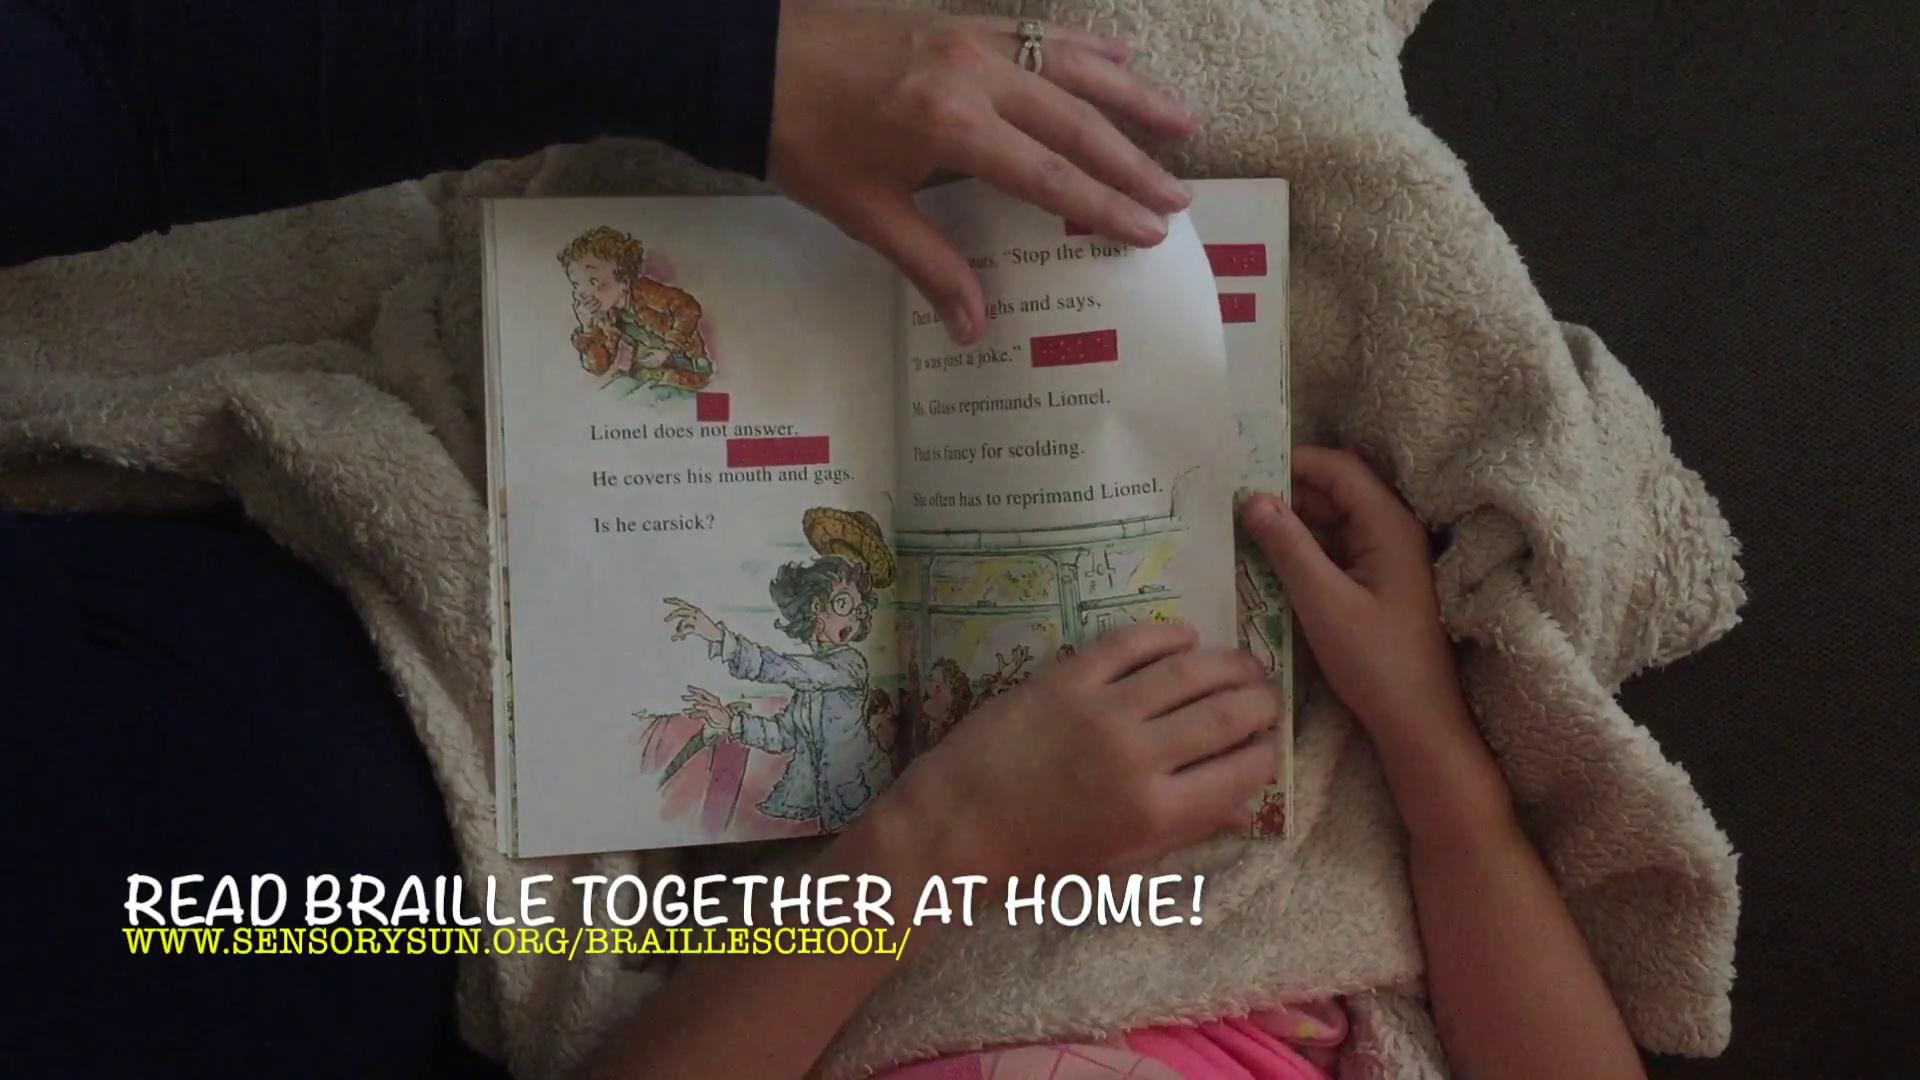 Lionel does not answer.
He covers his mouth and gags.
Is he carsick?
"Stop the bus!
and says,
"It was just a joke."
Ms. Glass reprimands Lionel.
That is fancy for scolding.
She often has to reprimand Lionel.
READ BRAILLE TOGETHER AT HOME!
WWW.SENSORYSUN.ORG/BRAILLESCHOOL/